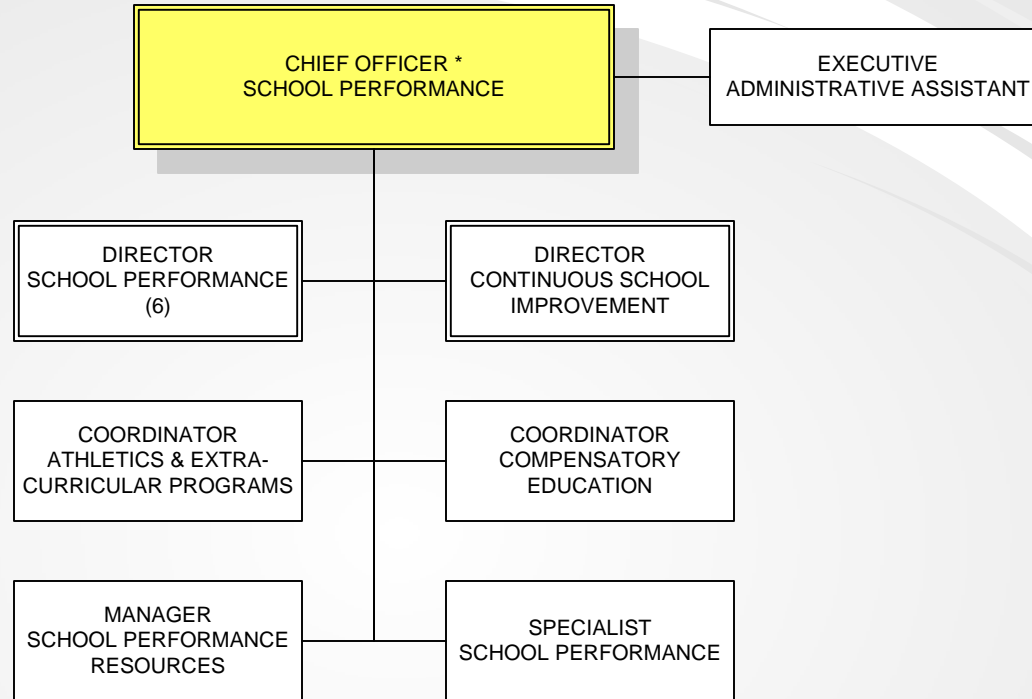 CHIEF OFFICER *
SCHOOL PERFORMANCE
EXECUTIVE
ADMINISTRATIVE ASSISTANT
DIRECTOR
SCHOOL PERFORMANCE
(6)
DIRECTOR
CONTINUOUS SCHOOL
IMPROVEMENT
COORDINATOR
ATHLETICS & EXTRA-
CURRICULAR PROGRAMS
COORDINATOR
COMPENSATORY
EDUCATION
MANAGER
SCHOOL PERFORMANCE
RESOURCES
SPECIALIST
SCHOOL PERFORMANCE